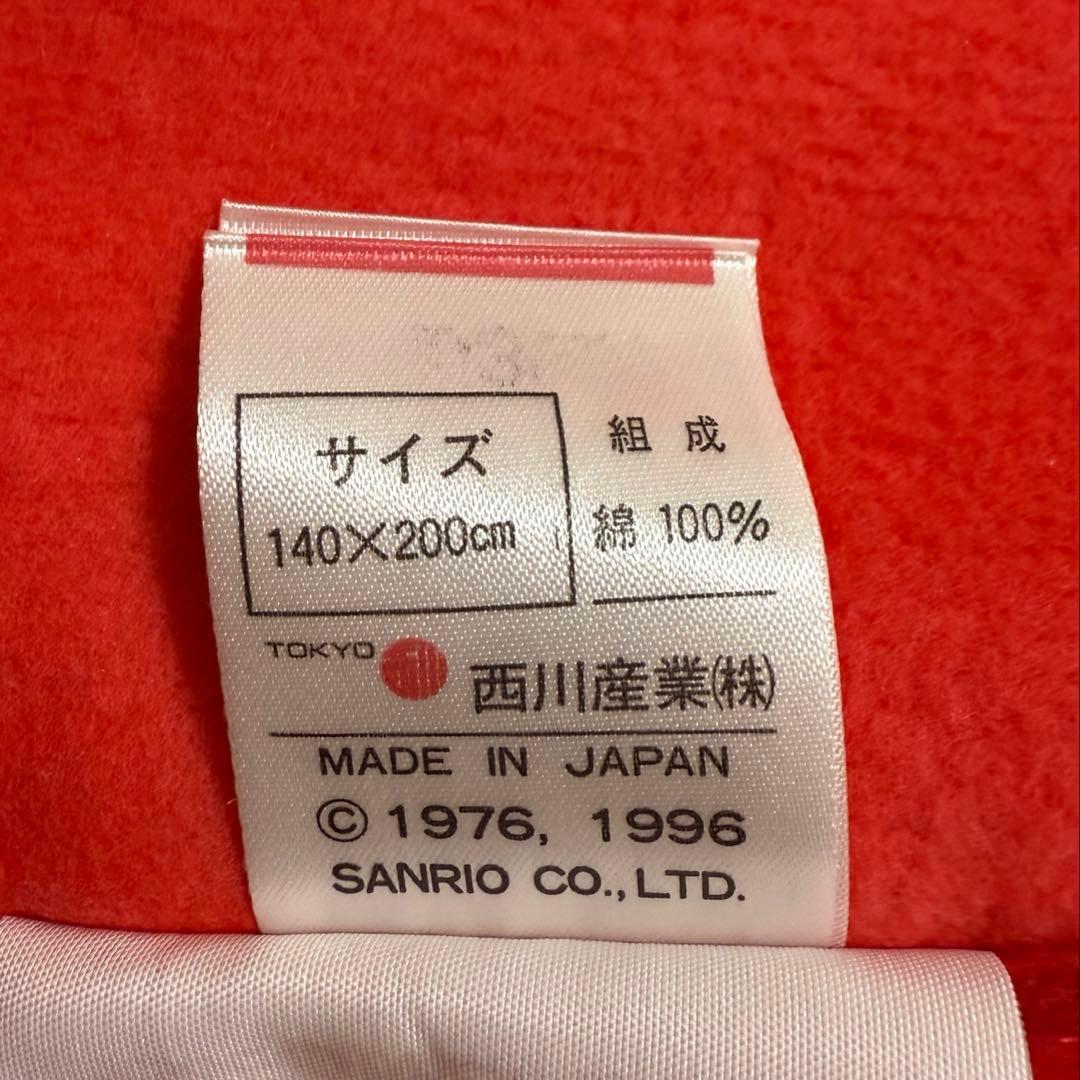 サイズ
140×200cm
組成
綿 100%
TOKYO 西川産業(株)
MADE IN JAPAN
© 1976, 1996
SANRIO CO., LTD.